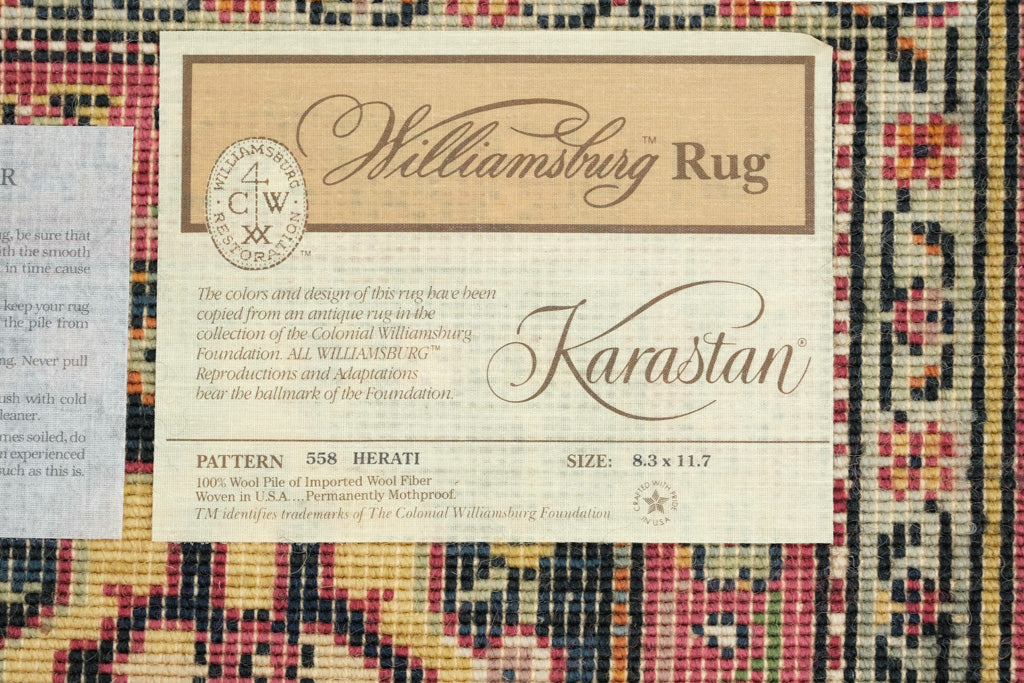 R
ug, be sure that
ith the smooth
in time cause
keep your rug
the pile from
ng. Never pull
ush with cold
leaner.
mes soiled, do
n experienced
such as this is.
Williamsburg™ Rug
WILLIAMSBURG
4
C W
RESTORATION
™
The colors and design of this rug have been
copied from an antique rug in the
collection of the Colonial Williamsburg
Foundation. ALL WILLIAMSBURG™
Reproductions and Adaptations
bear the hallmark of the Foundation.
Karastan®
PATTERN 558 HERATI SIZE: 8.3 x 11.7
100% Wool Pile of Imported Wool Fiber
Woven in U.S.A.... Permanently Mothproof.
TM identifies trademarks of The Colonial Williamsburg Foundation
CRAFTED WITH PRIDE
IN USA